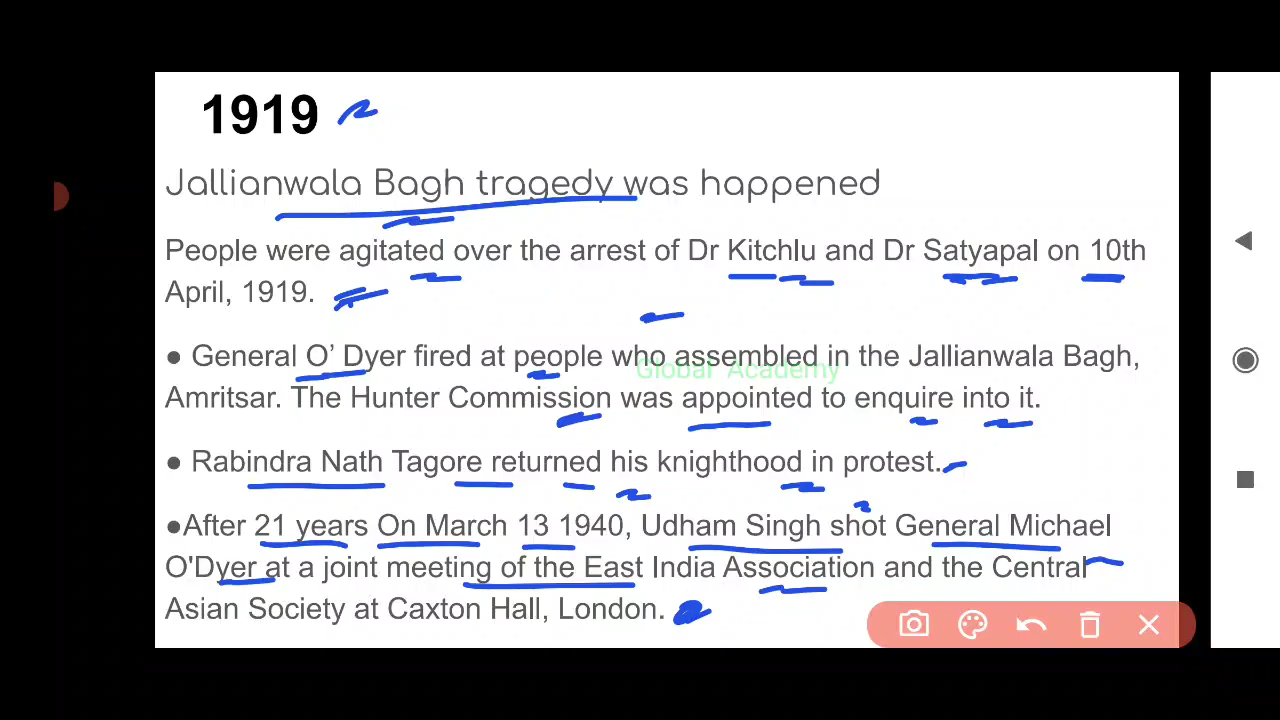 1919
Jallianwala Bagh tragedy was happened
People were agitated over the arrest of Dr Kitchlu and Dr Satyapal on 10th
April, 1919.
● General O’ Dyer fired at people who assembled in the Jallianwala Bagh,
Global Academy
Amritsar. The Hunter Commission was appointed to enquire into it.
● Rabindra Nath Tagore returned his knighthood in protest.
●After 21 years On March 13 1940, Udham Singh shot General Michael
O'Dyer at a joint meeting of the East India Association and the Central
Asian Society at Caxton Hall, London.